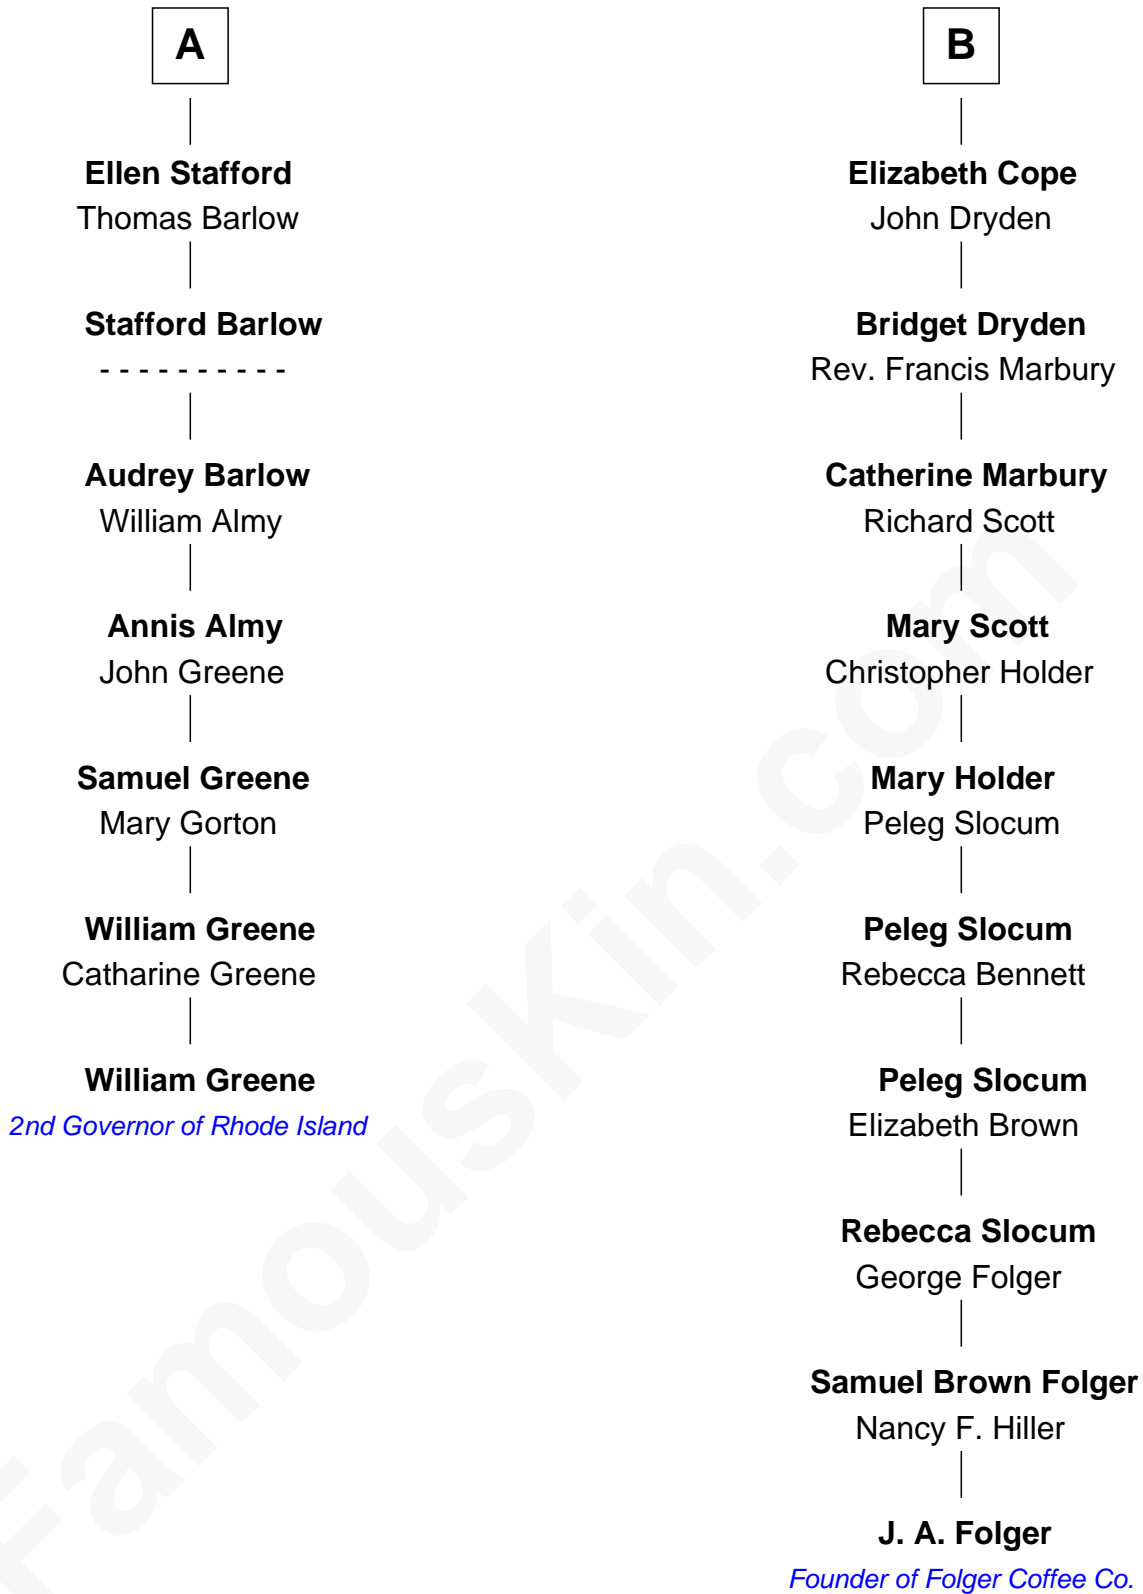 A
Ellen Stafford
Thomas Barlow
Stafford Barlow
- - - - - - - - - -
Audrey Barlow
William Almy
Annis Almy
John Greene
Samuel Greene
Mary Gorton
William Greene
Catharine Greene
William Greene
2nd Governor of Rhode Island
B
Elizabeth Cope
John Dryden
Bridget Dryden
Rev. Francis Marbury
Catherine Marbury
Richard Scott
Mary Scott
Christopher Holder
Mary Holder
Peleg Slocum
Peleg Slocum
Rebecca Bennett
Peleg Slocum
Elizabeth Brown
Rebecca Slocum
George Folger
Samuel Brown Folger
Nancy F. Hiller
J. A. Folger
Founder of Folger Coffee Co.
FamousKin.com